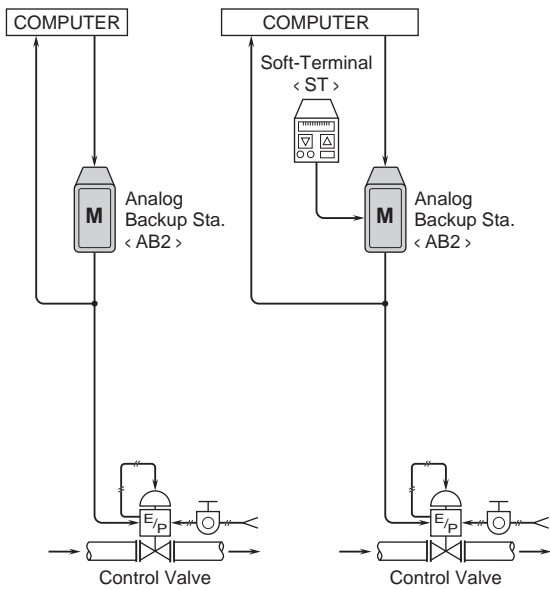 COMPUTER
M
Analog
Backup Sta.
‹ AB2 ›
E/P
Control Valve
COMPUTER
Soft-Terminal
‹ ST ›
M
Analog
Backup Sta.
‹ AB2 ›
E/P
Control Valve